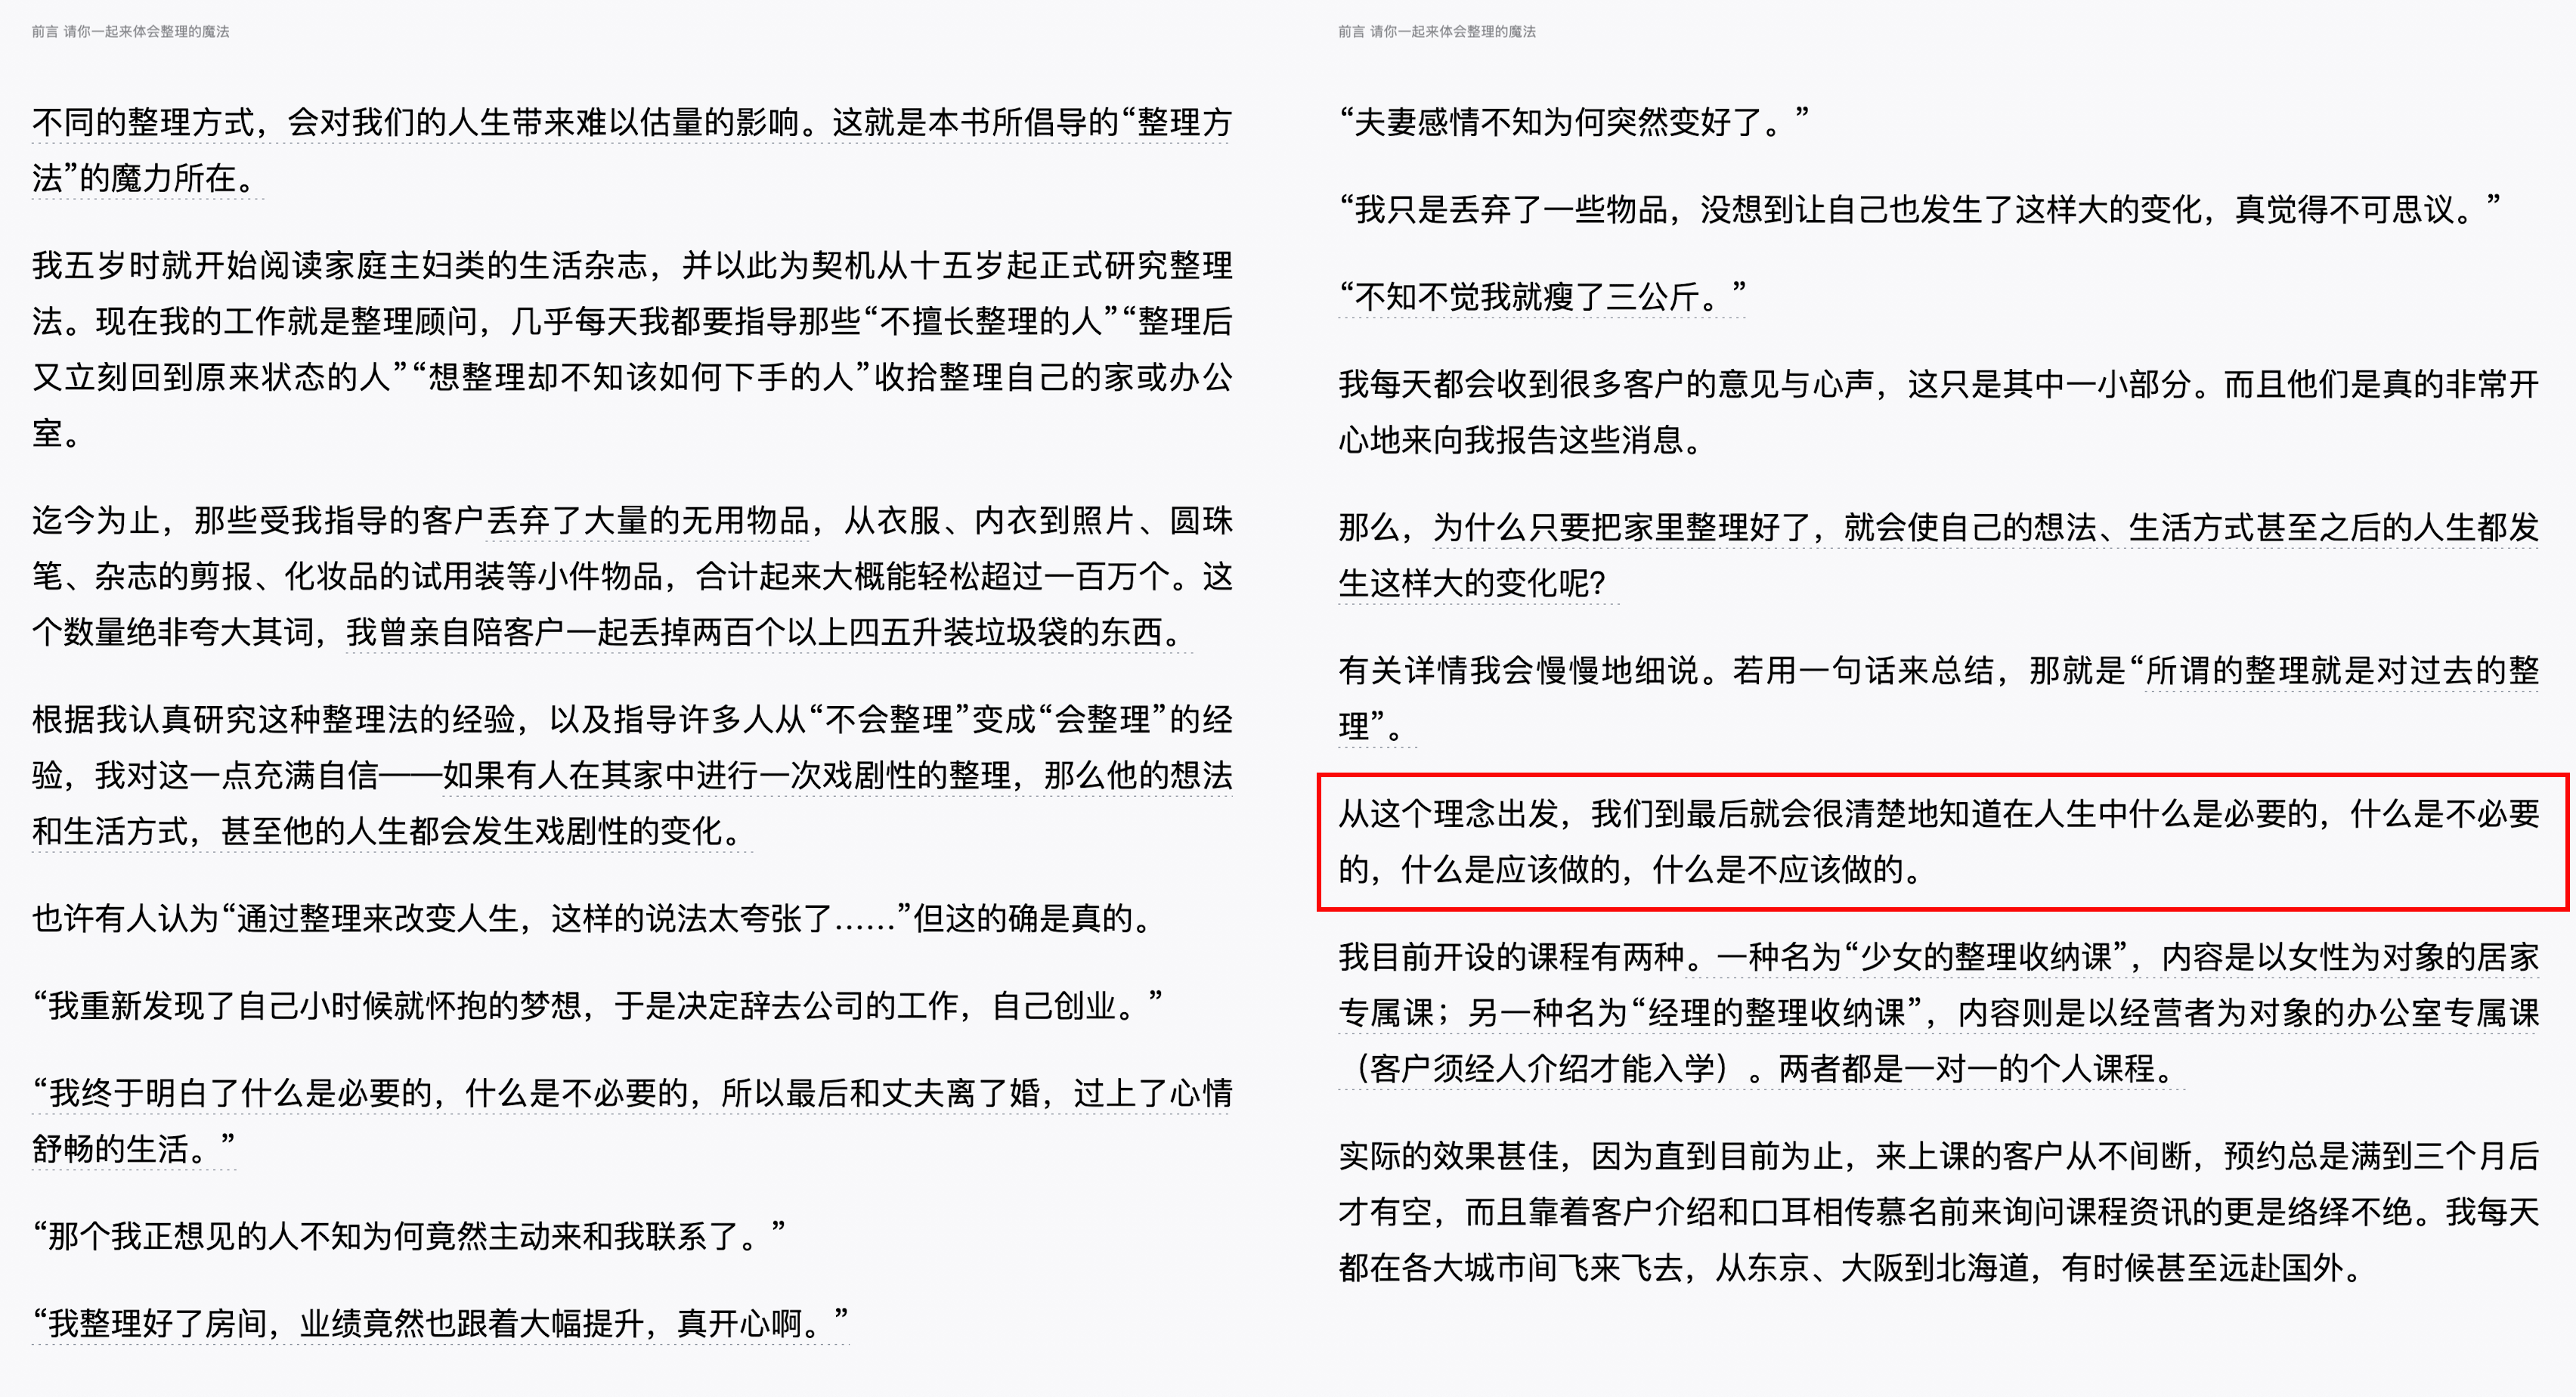 前言 请你一起来体会整理的魔法
不同的整理方式，会对我们的人生带来难以估量的影响。这就是本书所倡导的“整理方
法”的魔力所在。
我五岁时就开始阅读家庭主妇类的生活杂志，并以此为契机从十五岁起正式研究整理
法。现在我的工作就是整理顾问，几乎每天我都要指导那些“不擅长整理的人”“整理后
又立刻回到原来状态的人”“想整理却不知该如何下手的人”收拾整理自己的家或办公
室。
迄今为止，那些受我指导的客户丢弃了大量的无用物品，从衣服、内衣到照片、圆珠
笔、杂志的剪报、化妆品的试用装等小件物品，合计起来大概能轻松超过一百万个。这
个数量绝非夸大其词，我曾亲自陪客户一起丢掉两百个以上四五升装垃圾袋的东西。
根据我认真研究这种整理法的经验，以及指导许多人从“不会整理”变成“会整理”的经
验，我对这一点充满自信——如果有人在其家中进行一次戏剧性的整理，那么他的想法
和生活方式，甚至他的人生都会发生戏剧性的变化。
也许有人认为“通过整理来改变人生，这样的说法太夸张了……”但这的确是真的。
“我重新发现了自己小时候就怀抱的梦想，于是决定辞去公司的工作，自己创业。”
“我终于明白了什么是必要的，什么是不必要的，所以最后和丈夫离了婚，过上了心情
舒畅的生活。”
“那个我正想见的人不知为何竟然主动来和我联系了。”
“我整理好了房间，业绩竟然也跟着大幅提升，真开心啊。”
前言 请你一起来体会整理的魔法
“夫妻感情不知为何突然变好了。”
“我只是丢弃了一些物品，没想到让自己也发生了这样大的变化，真觉得不可思议。”
“不知不觉我就瘦了三公斤。”
我每天都会收到很多客户的意见与心声，这只是其中一小部分。而且他们是真的非常开
心地来向我报告这些消息。
那么，为什么只要把家里整理好了，就会使自己的想法、生活方式甚至之后的人生都发
生这样大的变化呢？
有关详情我会慢慢地细说。若用一句话来总结，那就是“所谓的整理就是对过去的整
理”。
从这个理念出发，我们到最后就会很清楚地知道在人生中什么是必要的，什么是不必要
的，什么是应该做的，什么是不应该做的。
我目前开设的课程有两种。一种名为“少女的整理收纳课”，内容是以女性为对象的居家
专属课；另一种名为“经理的整理收纳课”，内容则是以经营者为对象的办公室专属课
（客户须经人介绍才能入学）。两者都是一对一的个人课程。
实际的效果甚佳，因为直到目前为止，来上课的客户从不间断，预约总是满到三个月后
才有空，而且靠着客户介绍和口耳相传慕名前来询问课程资讯的更是络绎不绝。我每天
都在各大城市间飞来飞去，从东京、大阪到北海道，有时候甚至远赴国外。